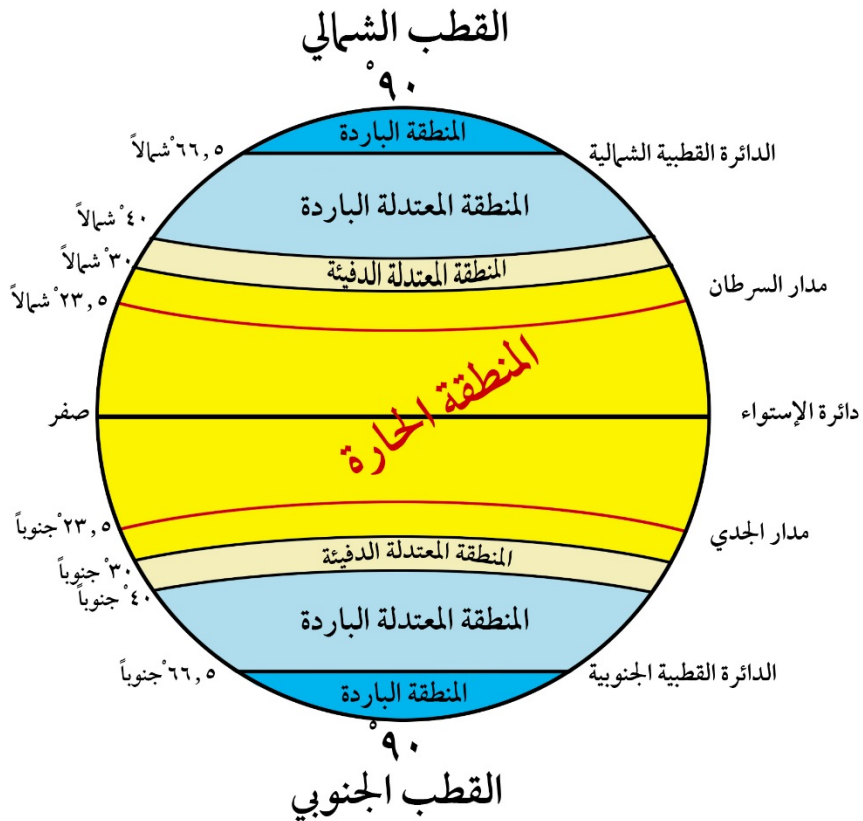 القطب الشمالي
٩٠°
المنطقة الباردة
الدائرة القطبية الشمالية
٦٦,٥° شمالاً
المنطقة المعتدلة الباردة
٤٠° شمالاً
المنطقة المعتدلة الدفيئة
٣٠° شمالاً
مدار السرطان
٢٣,٥° شمالاً
المنطقة الحارة
دائرة الإستواء
صفر
مدار الجدي
٢٣,٥° جنوباً
المنطقة المعتدلة الدفيئة
٣٠° جنوباً
٤٠° جنوباً
المنطقة المعتدلة الباردة
الدائرة القطبية الجنوبية
٦٦,٥° جنوباً
المنطقة الباردة
٩٠°
القطب الجنوبي